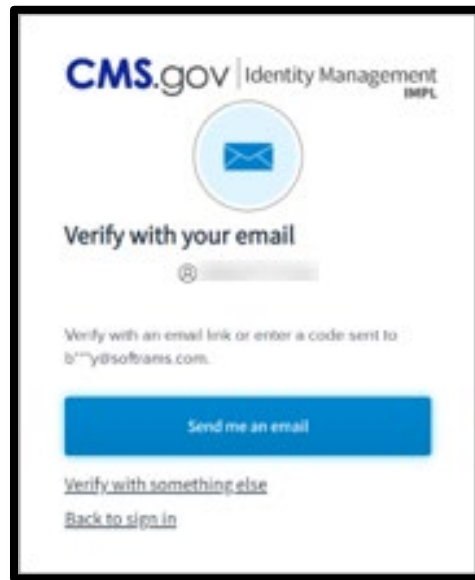 CMS.gov | Identity Management
IMPL
Verify with your email
Verify with an email link or enter a code sent to
b***y@softrams.com.
Send me an email
Verify with something else
Back to sign in